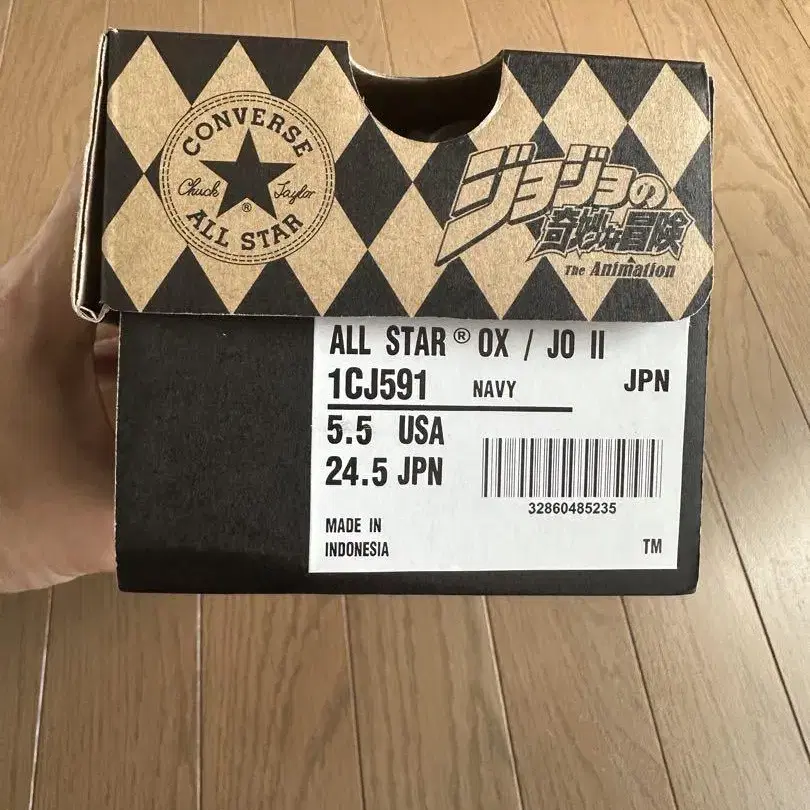 CONVERSE
Chuck Taylor
®
ALL STAR
ジョジョの
奇妙な冒険
The Animation
ALL STAR® OX / JO II
1CJ591 NAVY JPN
5.5 USA
24.5 JPN
32860485235
MADE IN
INDONESIA
TM